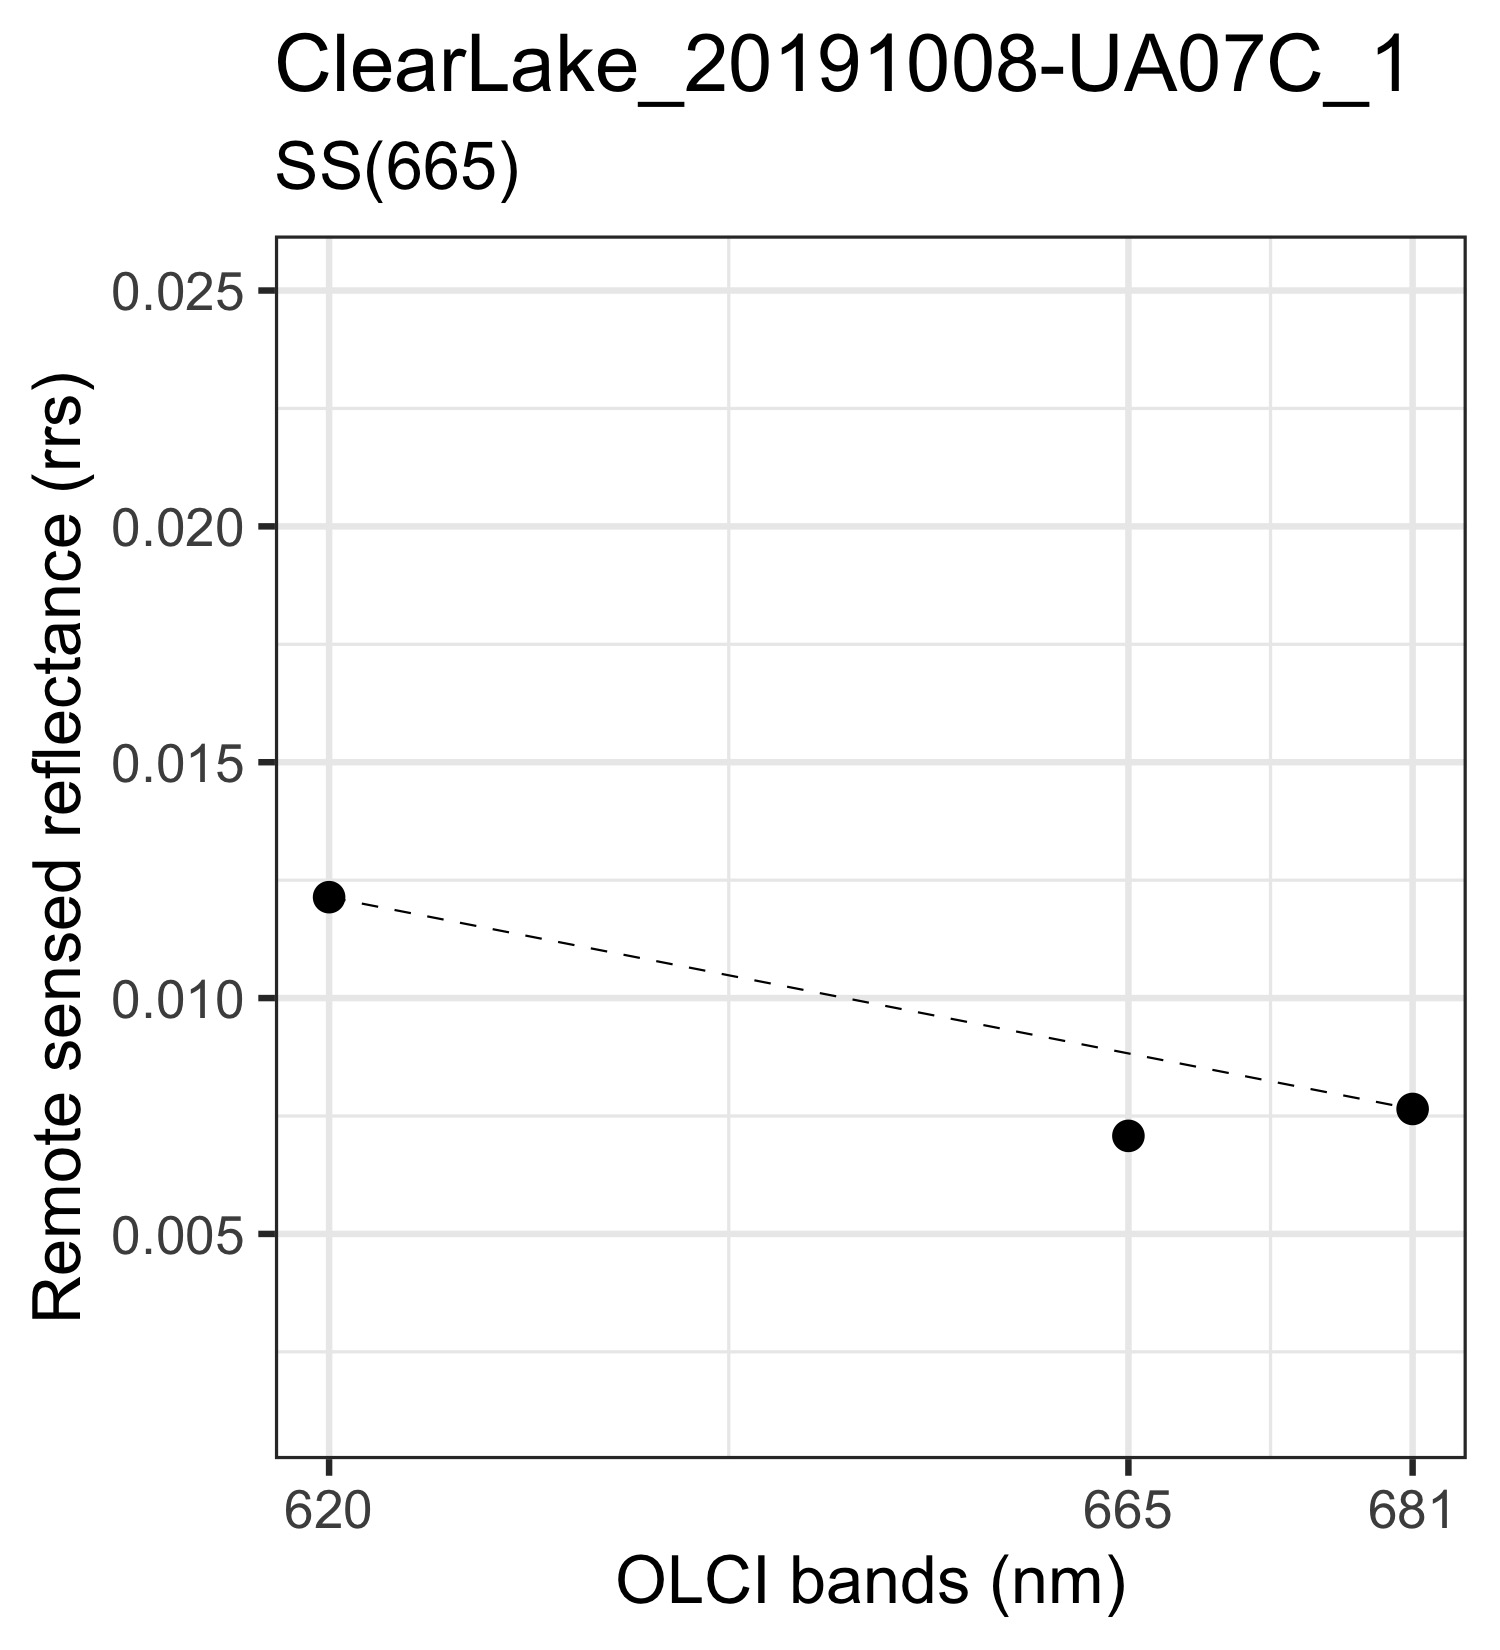 ClearLake_20191008-UA07C_1
SS(665)
Remote sensed reflectance (rrs)
0.025
0.020
0.015
0.010
0.005
620 665 681
OLCI bands (nm)